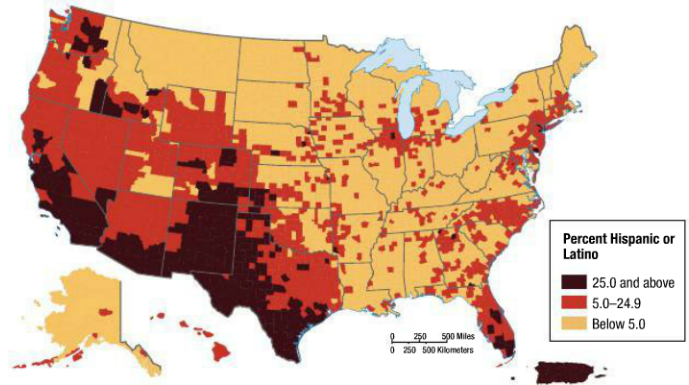 Percent Hispanic or
Latino
25.0 and above
5.0–24.9
Below 5.0
0 250 500 Miles
0 250 500 Kilometers